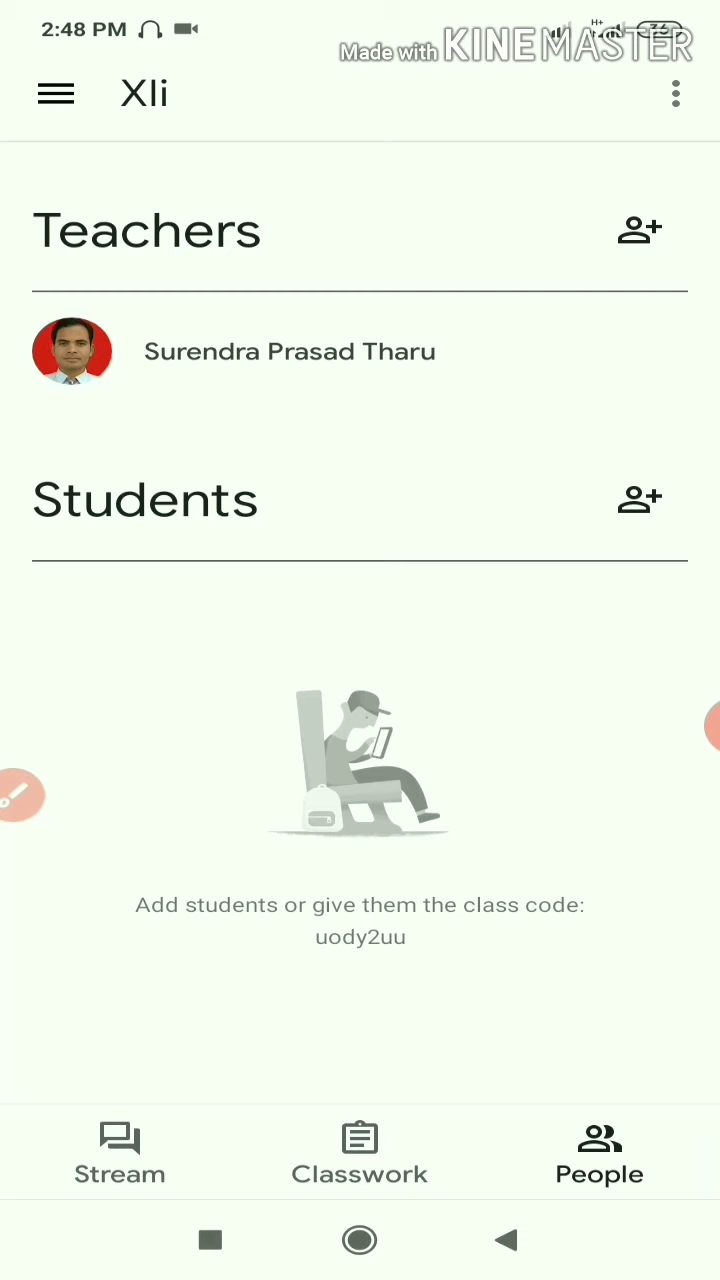 2:48 PM
Made with KINEMASTER
XIi
Teachers
Surendra Prasad Tharu
Students
Add students or give them the class code:
uody2uu
Stream
Classwork
People